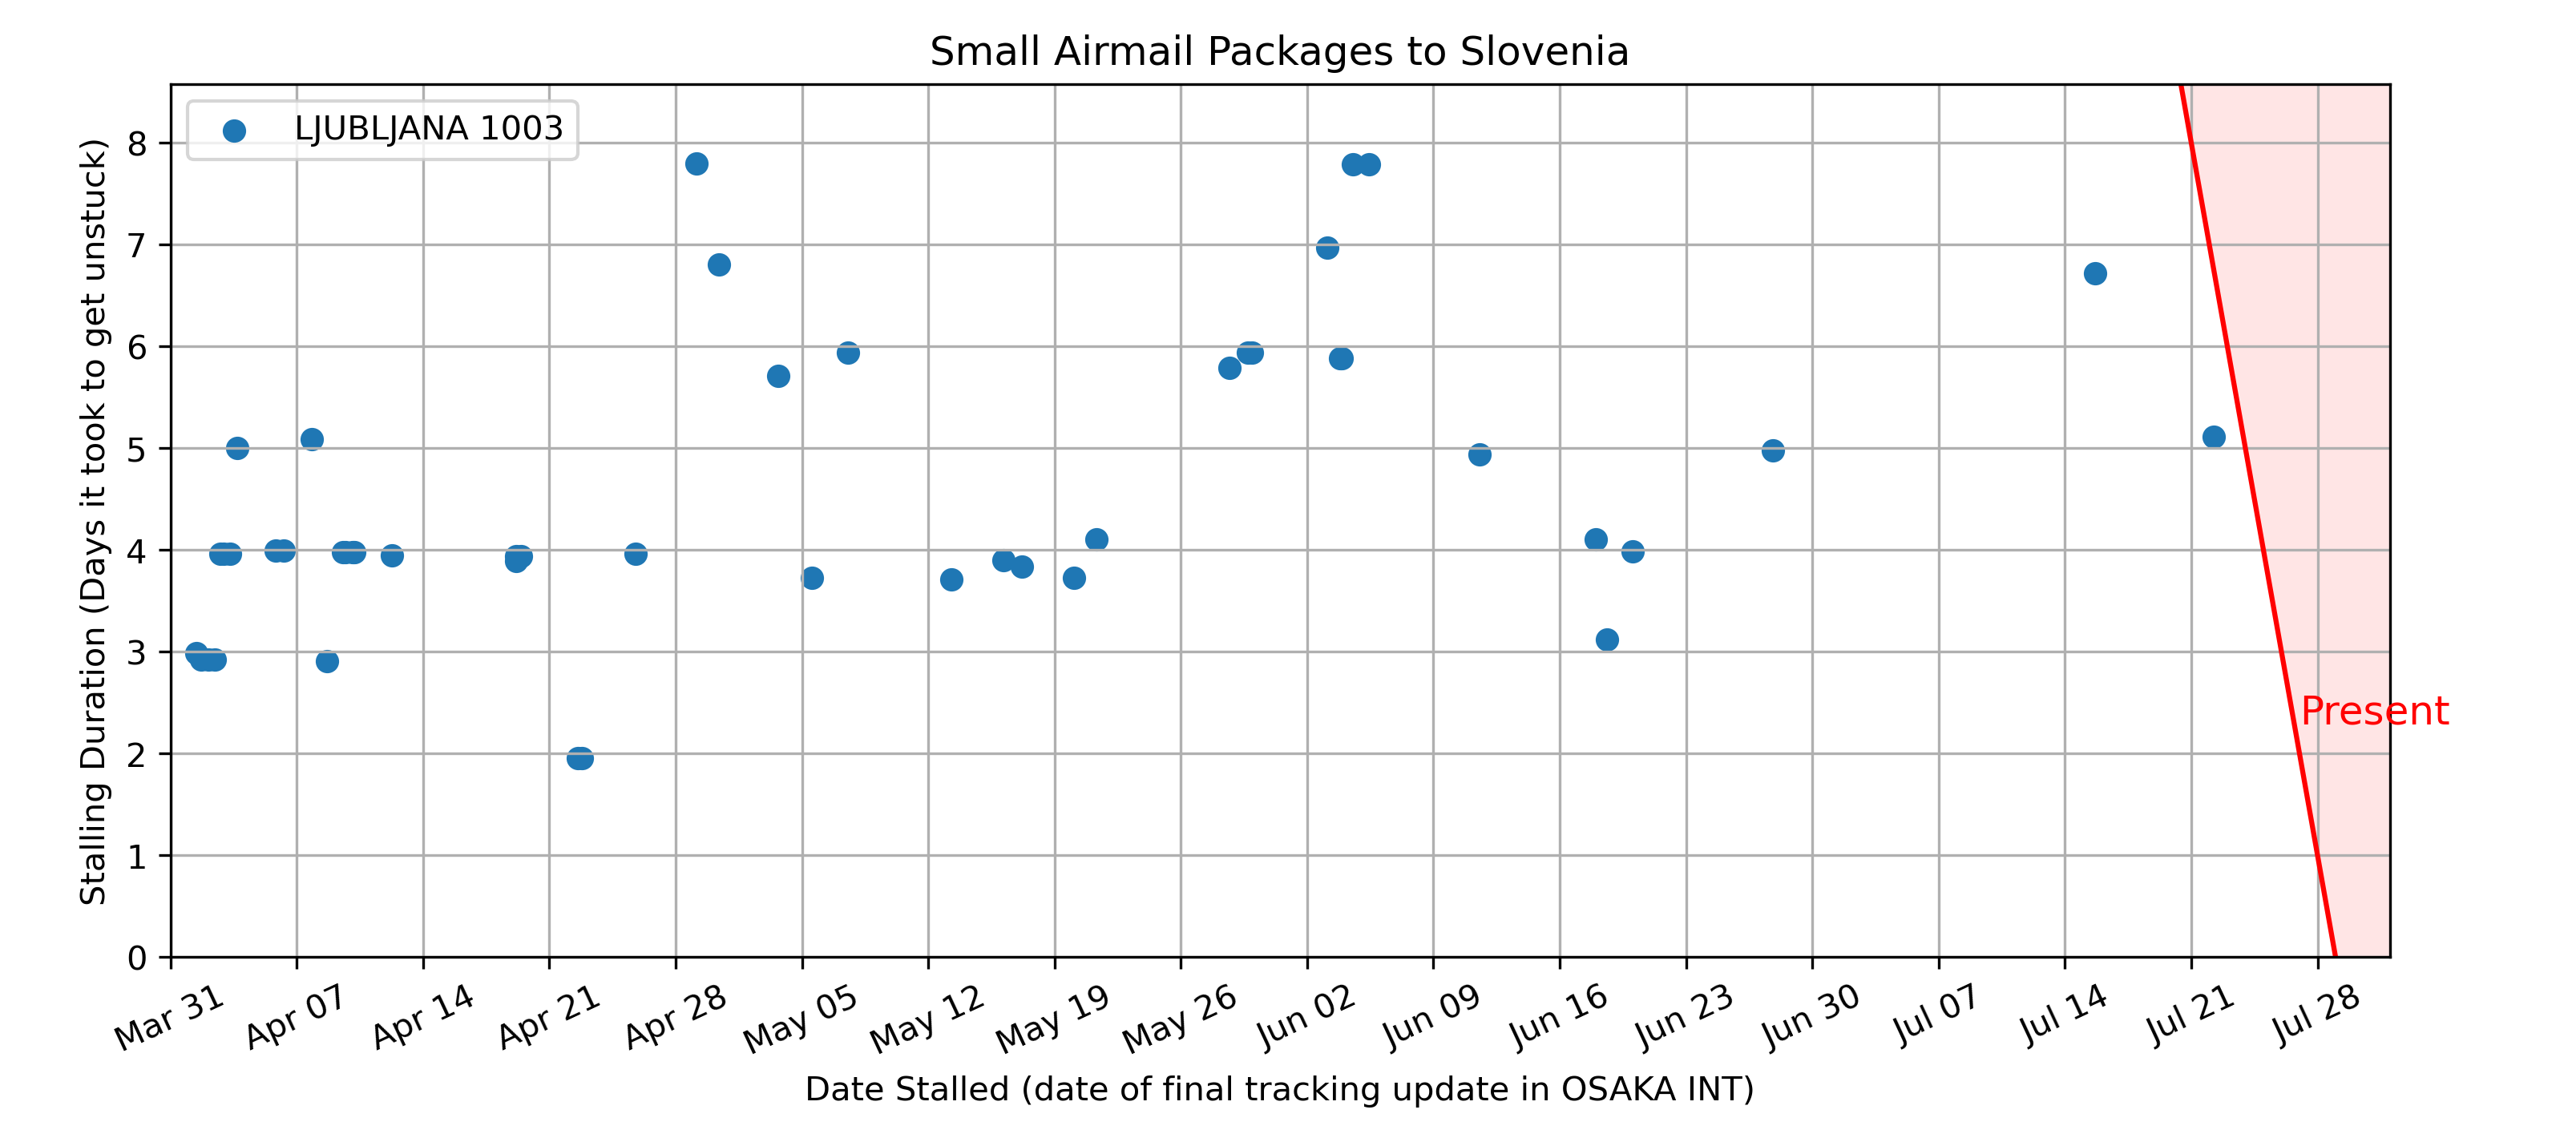 Small Airmail Packages to Slovenia
LJUBLJANA 1003
Stalling Duration (Days it took to get unstuck)
8
7
6
5
4
3
2
1
0
Present
Mar 31
Apr 07
Apr 14
Apr 21
Apr 28
May 05
May 12
May 19
May 26
Jun 02
Jun 09
Jun 16
Jun 23
Jun 30
Jul 07
Jul 14
Jul 21
Jul 28
Date Stalled (date of final tracking update in OSAKA INT)